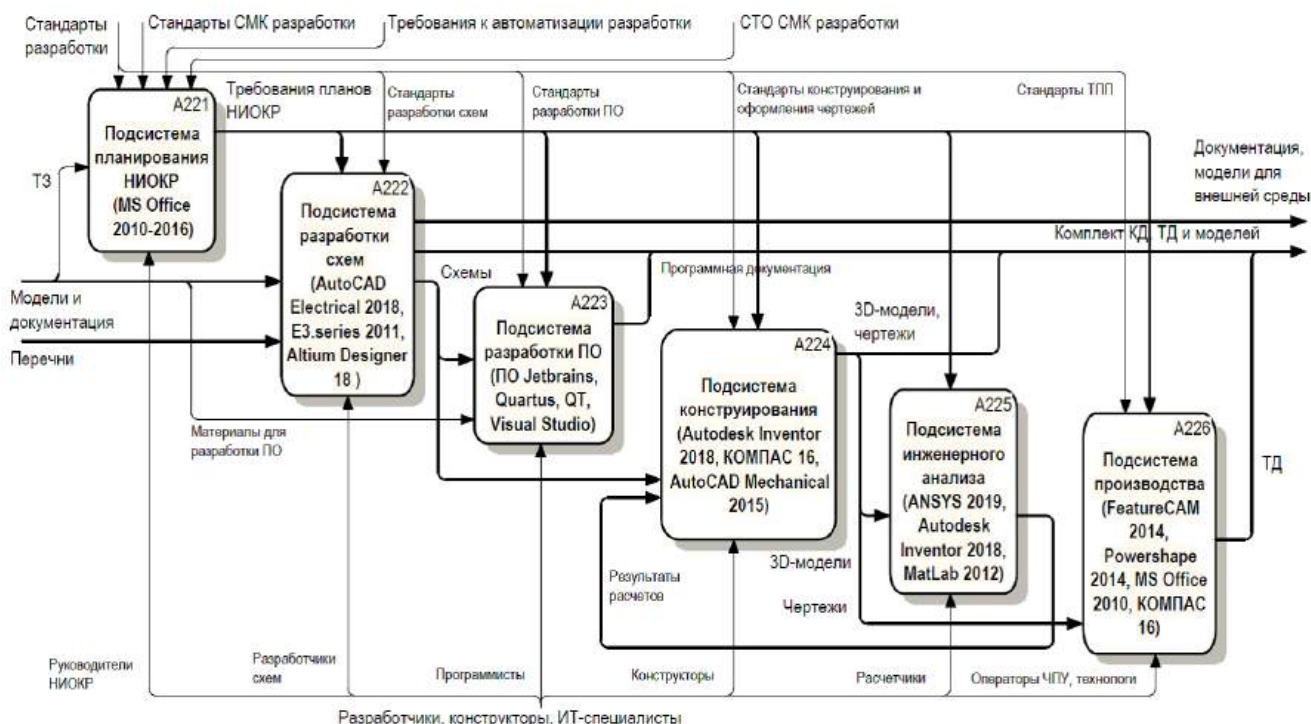 Стандарты
разработки
Стандарты СМК разработки
Требования к автоматизации разработки
СТО СМК разработки
A221
Подсистема
планирования
НИОКР
(MS Office
2010-2016)
Требования планов
НИОКР
Стандарты
разработки схем
Стандарты
разработки ПО
Стандарты конструирования и
оформления чертежей
Стандарты ТПП
ТЗ
A222
Подсистема
разработки
схем
(AutoCAD
Electrical 2018,
E3.series 2011,
Altium Designer
18 )
Документация,
модели для
внешней среды
Комплект КД, ТД и моделей
Схемы
Программная документация
Модели и
документация
Перечни
A223
Подсистема
разработки ПО
(ПО Jetbrains,
Quartus, QT,
Visual Studio)
3D-модели,
чертежи
A224
Подсистема
конструирования
(Autodesk Inventor
2018, КОМПАС 16,
AutoCAD Mechanical
2015)
Материалы для
разработки ПО
A225
Подсистема
инженерного
анализа
(ANSYS 2019,
Autodesk
Inventor 2018,
MatLab 2012)
A226
Подсистема
производства
(FeatureCAM
2014,
Powershape
2014, MS Office
2010, КОМПАС
16)
ТД
3D-модели
Результаты
расчетов
Чертежи
Руководители
НИОКР
Разработчики
схем
Программисты
Конструкторы
Расчетчики
Операторы ЧПУ, технологи
Разработчики, конструкторы, ИТ-специалисты